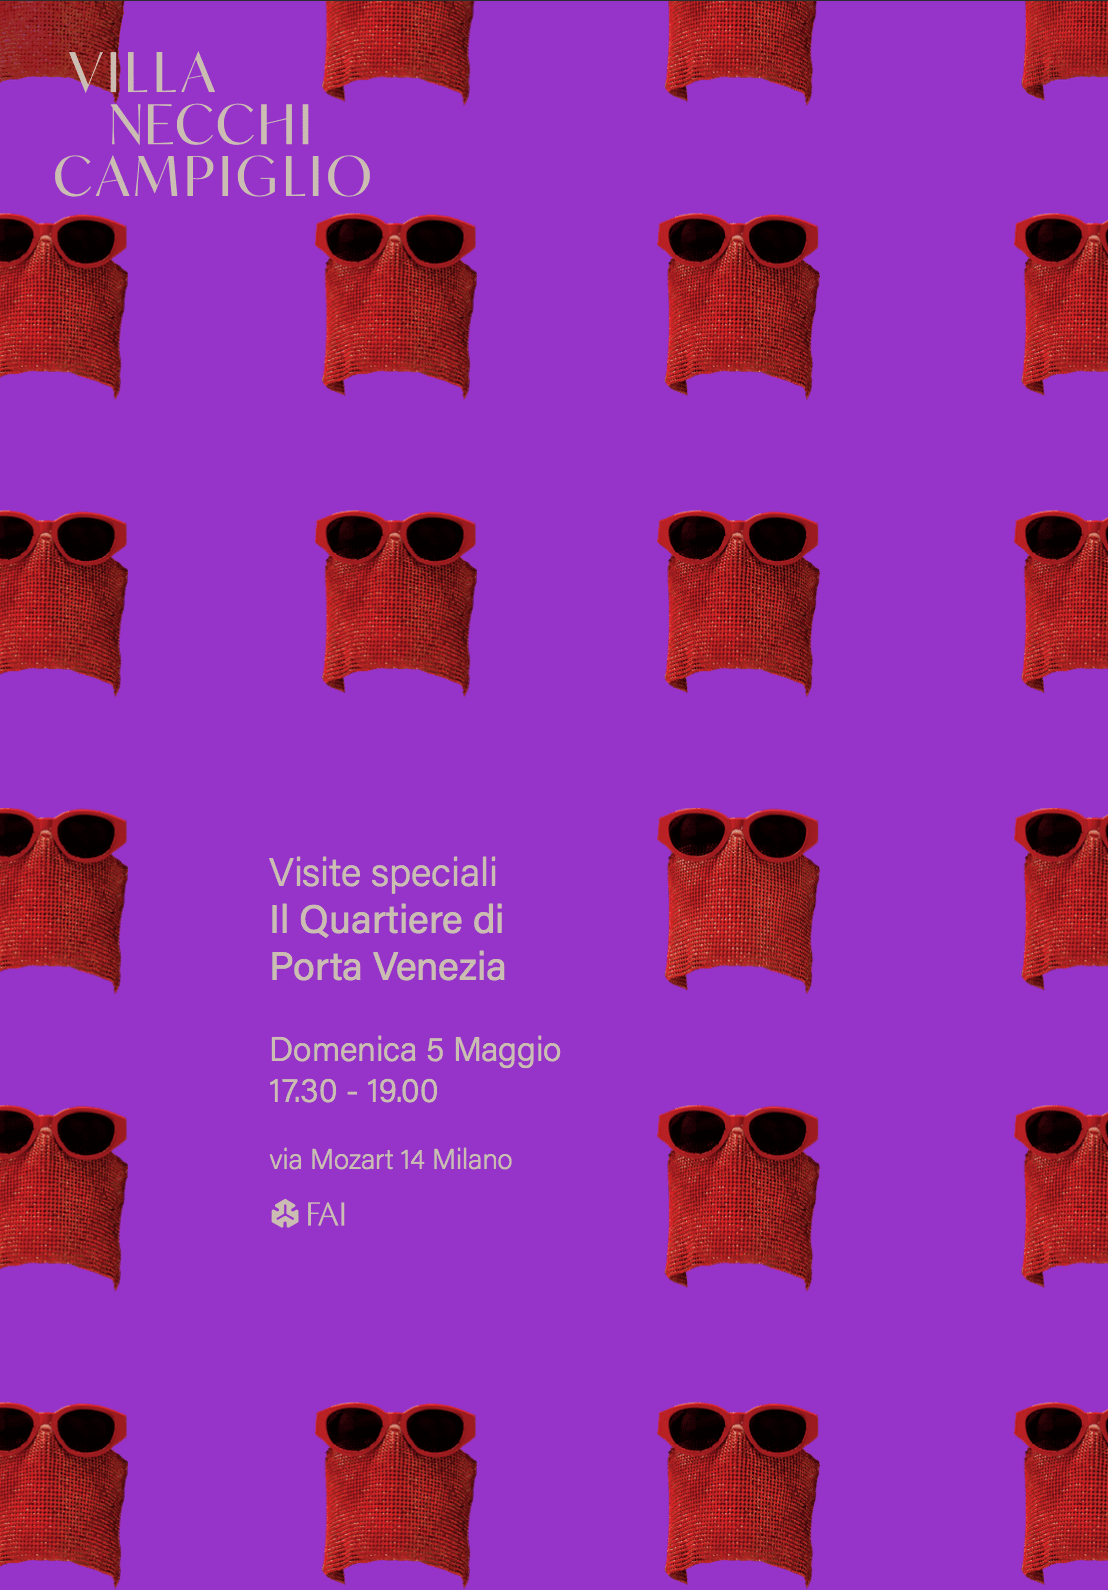 VILLA
NECCHI
CAMPIGLIO
Visite speciali
Il Quartiere di
Porta Venezia
Domenica 5 Maggio
17.30 - 19.00
via Mozart 14 Milano
FAI